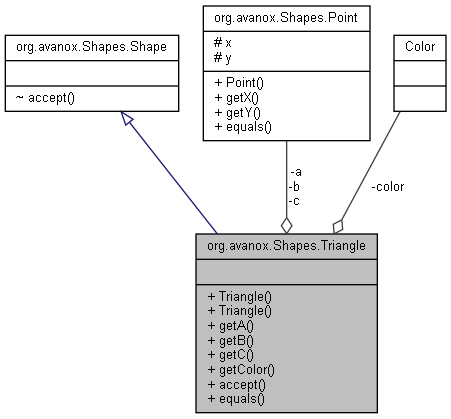 org.avanox.Shapes.Shape
~ accept()
org.avanox.Shapes.Point
# x
# y
+ Point()
+ getX()
+ getY()
+ equals()
Color
-a
-b
-c
-color
org.avanox.Shapes.Triangle
+ Triangle()
+ Triangle()
+ getA()
+ getB()
+ getC()
+ getColor()
+ accept()
+ equals()